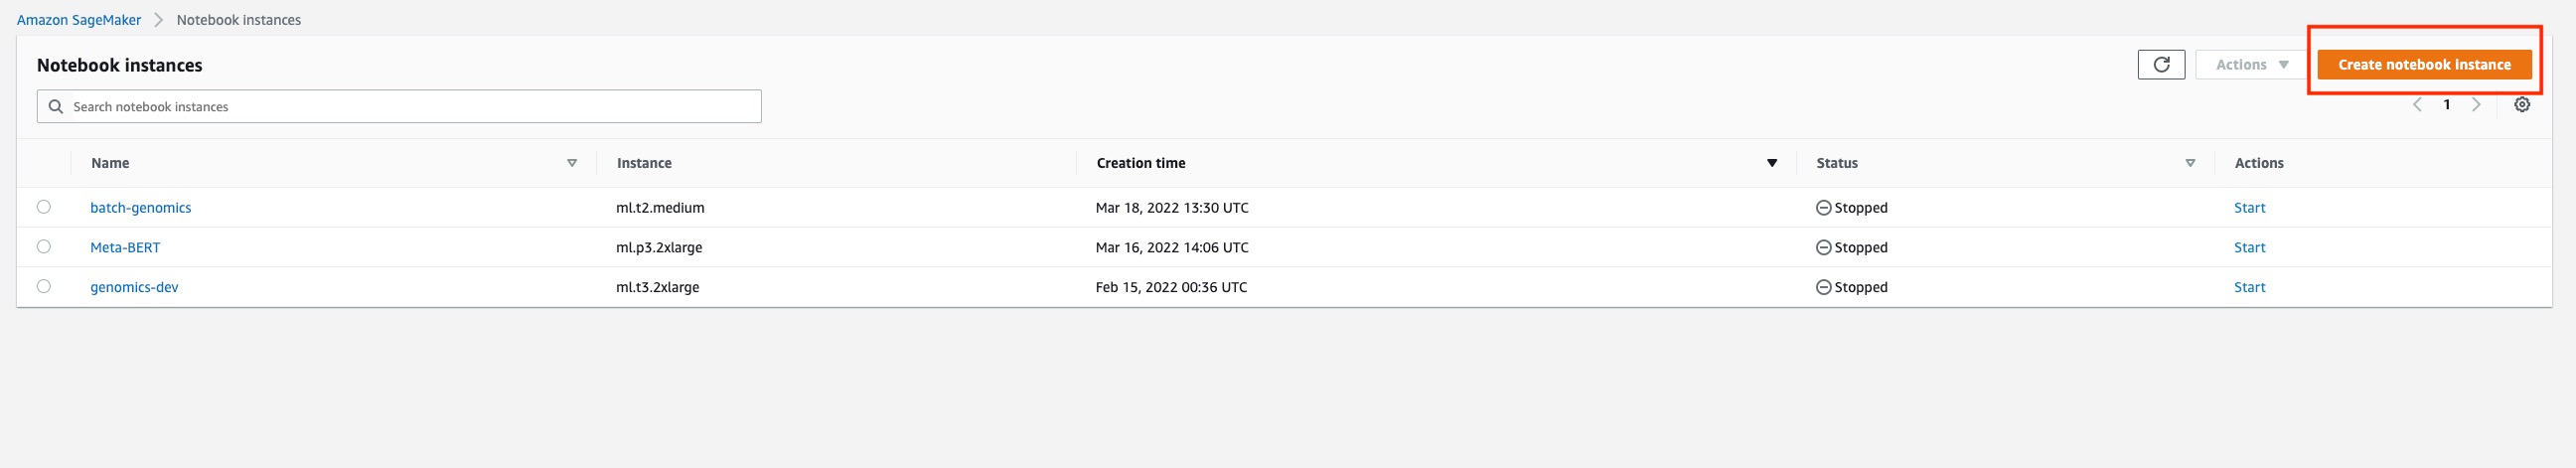 Amazon SageMaker Notebook instances
Notebook instances Actions Create notebook instance
Search notebook instances 1
Name Instance Creation time Status Actions
batch-genomics ml.t2.medium Mar 18, 2022 13:30 UTC Stopped Start
Meta-BERT ml.p3.2xlarge Mar 16, 2022 14:06 UTC Stopped Start
genomics-dev ml.t3.2xlarge Feb 15, 2022 00:36 UTC Stopped Start